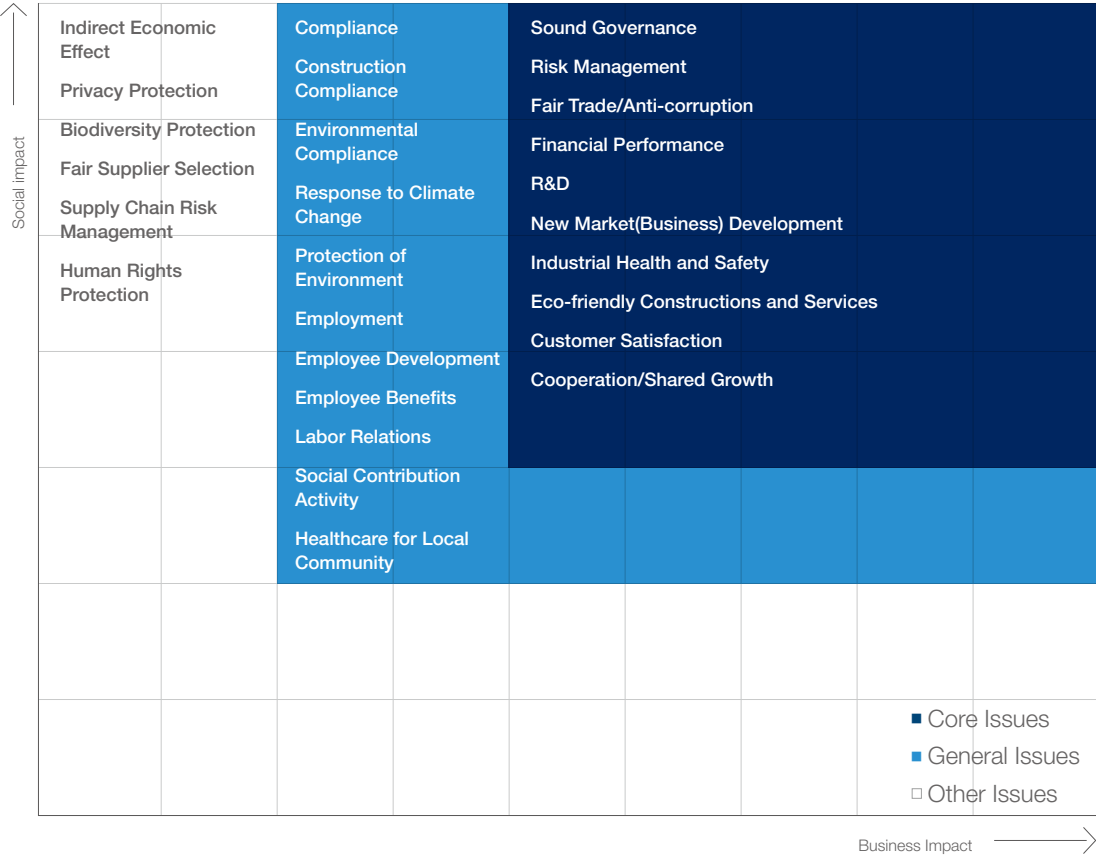 Social impact
Indirect Economic
Effect
Privacy Protection
Biodiversity Protection
Fair Supplier Selection
Supply Chain Risk
Management
Human Rights
Protection
Compliance
Construction
Compliance
Environmental
Compliance
Response to Climate
Change
Protection of
Environment
Employment
Employee Development
Employee Benefits
Labor Relations
Social Contribution
Activity
Healthcare for Local
Community
Sound Governance
Risk Management
Fair Trade/Anti-corruption
Financial Performance
R&D
New Market(Business) Development
Industrial Health and Safety
Eco-friendly Constructions and Services
Customer Satisfaction
Cooperation/Shared Growth
Core Issues
General Issues
Other Issues
Business Impact